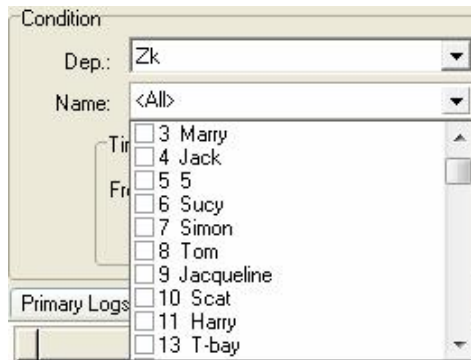 Condition
Dep.: Zk
Name: <All>
3 Marry
4 Jack
5 5
6 Sucy
7 Simon
8 Tom
9 Jacqueline
10 Scat
11 Harry
13 T-bay
Primary Logs